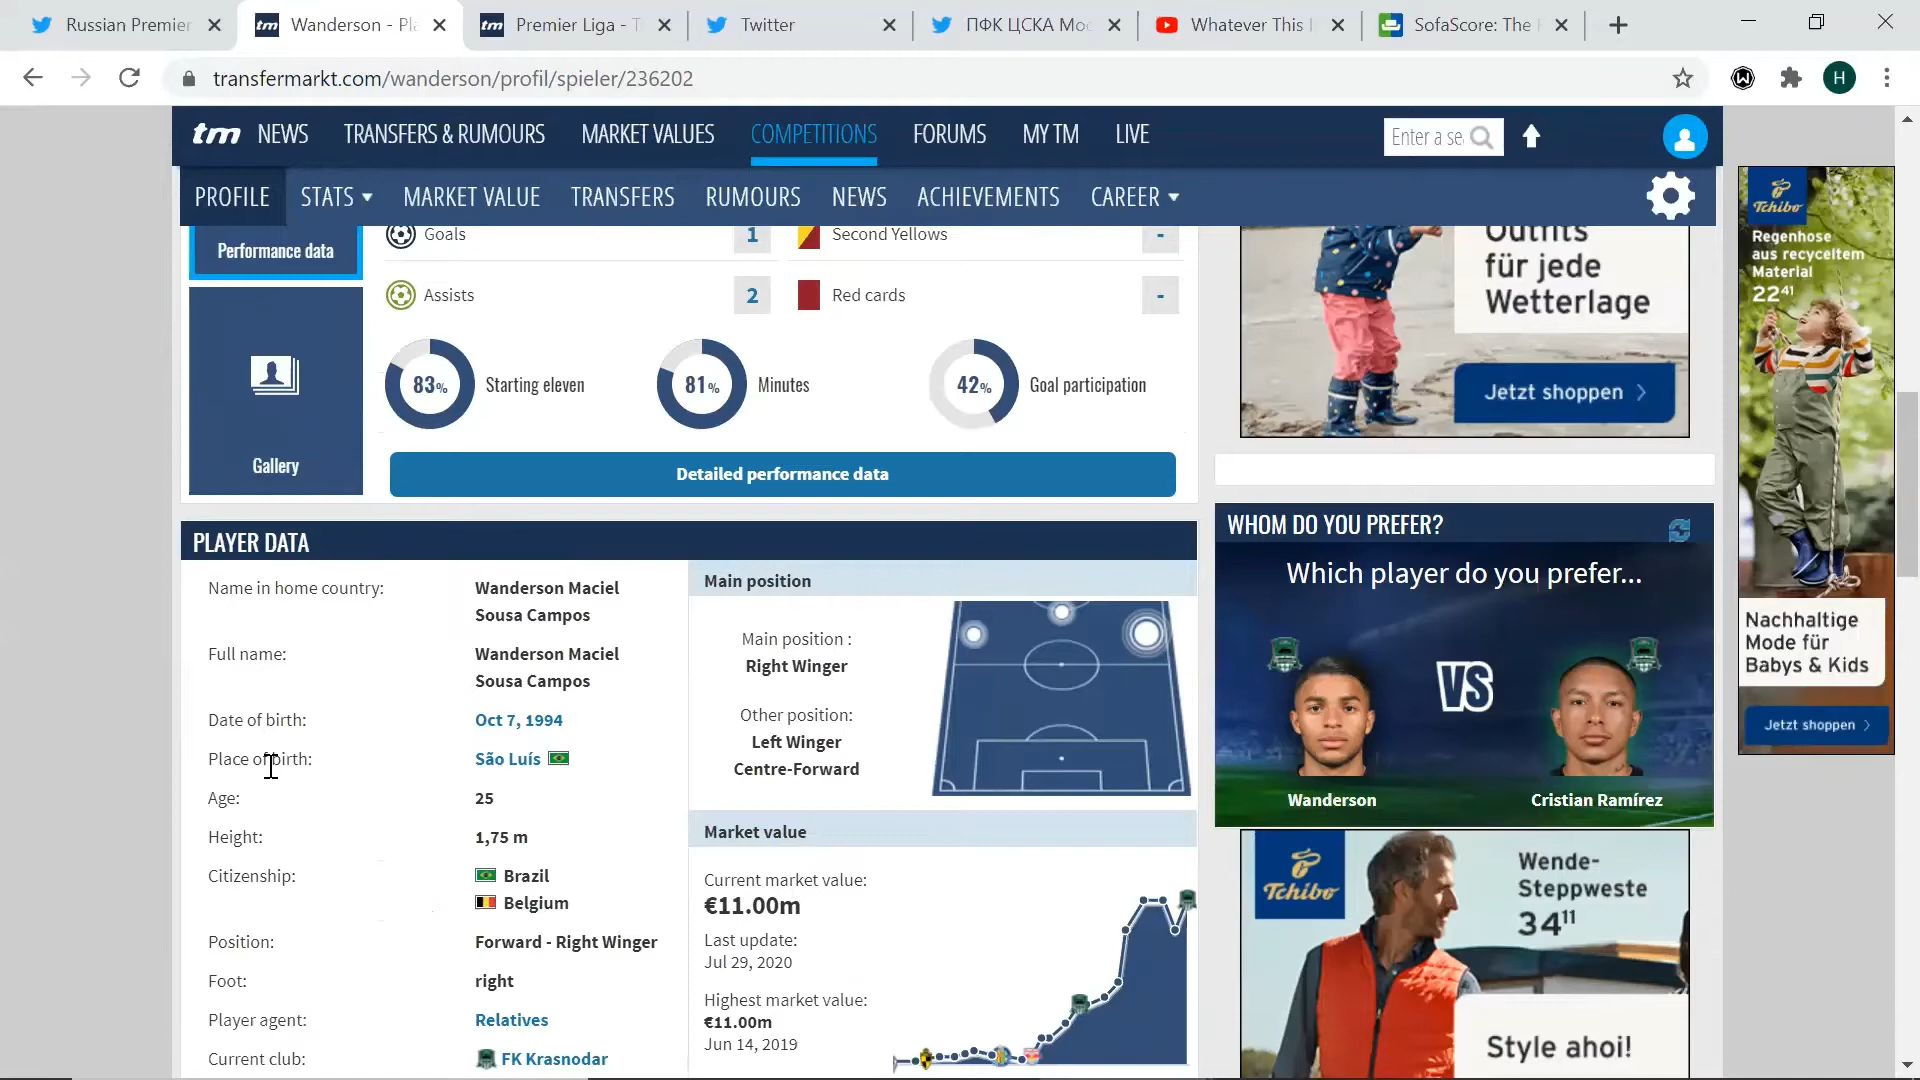 Russian Premier
Wanderson - Pla
Premier Liga - T
Twitter
ПФК ЦСКА Мос
Whatever This I
SofaScore: The
transfermarkt.com/wanderson/profil/spieler/236202
H
tm NEWS TRANSFERS & RUMOURS MARKET VALUES COMPETITIONS FORUMS MY TM LIVE
Enter a se
PROFILE STATS MARKET VALUE TRANSFERS RUMOURS NEWS ACHIEVEMENTS CAREER
Performance data
Gallery
Goals 1 Second Yellows -
Assists 2 Red cards -
83% Starting eleven 81% Minutes 42% Goal participation
Detailed performance data
PLAYER DATA
Name in home country: Wanderson Maciel
Sousa Campos
Full name: Wanderson Maciel
Sousa Campos
Date of birth: Oct 7, 1994
Place of birth: São Luís
Age: 25
Height: 1,75 m
Citizenship: Brazil
Belgium
Position: Forward - Right Winger
Foot: right
Player agent: Relatives
Current club: FK Krasnodar
Main position
Main position :
Right Winger
Other position:
Left Winger
Centre-Forward
Market value
Current market value:
€11.00m
Last update:
Jul 29, 2020
Highest market value:
€11.00m
Jun 14, 2019
Outfits
für jede
Wetterlage
Jetzt shoppen
WHOM DO YOU PREFER?
Which player do you prefer...
VS
Wanderson
Cristian Ramírez
Tchibo
Wende-
Steppweste
34¹¹
Style ahoi!
Tchibo
Regenhose
aus recyceltem
Material
22⁴¹
Nachhaltige
Mode für
Babys & Kids
Jetzt shoppen